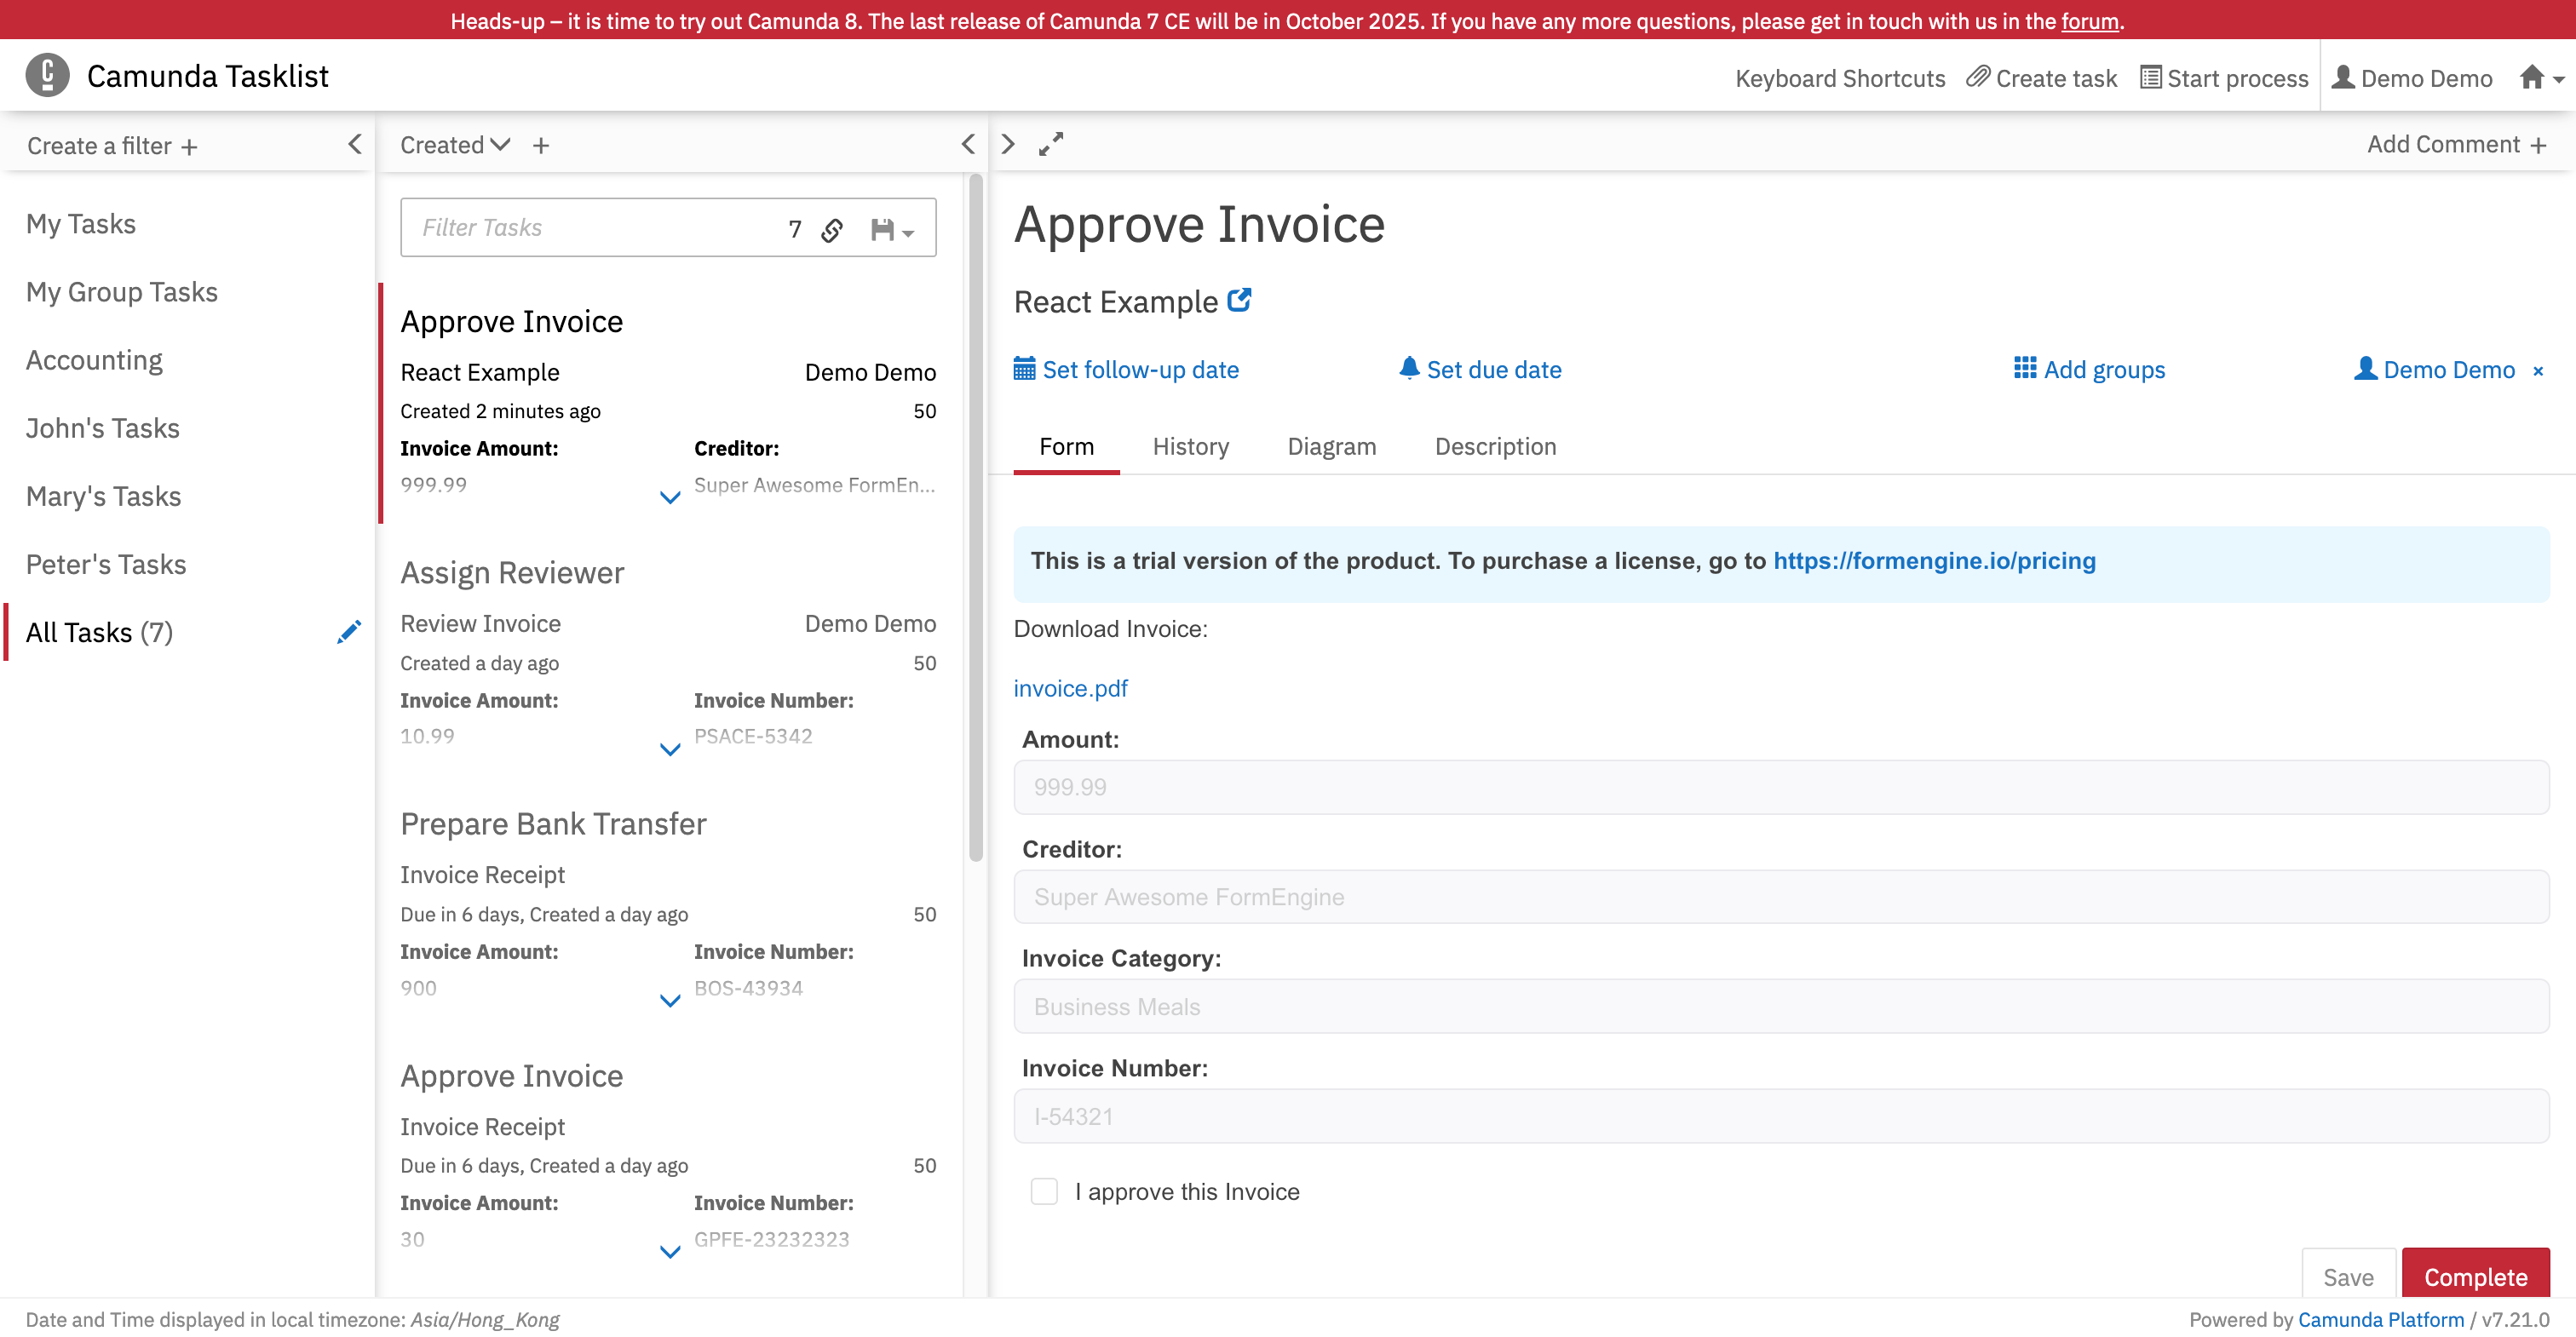 Heads-up – it is time to try out Camunda 8. The last release of Camunda 7 CE will be in October 2025. If you have any more questions, please get in touch with us in the forum.
Camunda Tasklist
Keyboard Shortcuts Create task Start process Demo Demo
Create a filter +
Created +
Add Comment +
My Tasks
My Group Tasks
Accounting
John's Tasks
Mary's Tasks
Peter's Tasks
All Tasks (7)
Filter Tasks 7
Approve Invoice
React Example Demo Demo
Created 2 minutes ago 50
Invoice Amount: Creditor:
999.99 Super Awesome FormEn...
Assign Reviewer
Review Invoice Demo Demo
Created a day ago 50
Invoice Amount: Invoice Number:
10.99 PSACE-5342
Prepare Bank Transfer
Invoice Receipt
Due in 6 days, Created a day ago 50
Invoice Amount: Invoice Number:
900 BOS-43934
Approve Invoice
Invoice Receipt
Due in 6 days, Created a day ago 50
Invoice Amount: Invoice Number:
30 GPFE-23232323
Approve Invoice
React Example
Set follow-up date Set due date Add groups Demo Demo ×
Form History Diagram Description
This is a trial version of the product. To purchase a license, go to https://formengine.io/pricing
Download Invoice:
invoice.pdf
Amount:
999.99
Creditor:
Super Awesome FormEngine
Invoice Category:
Business Meals
Invoice Number:
I-54321
I approve this Invoice
Save Complete
Date and Time displayed in local timezone: Asia/Hong_Kong
Powered by Camunda Platform / v7.21.0